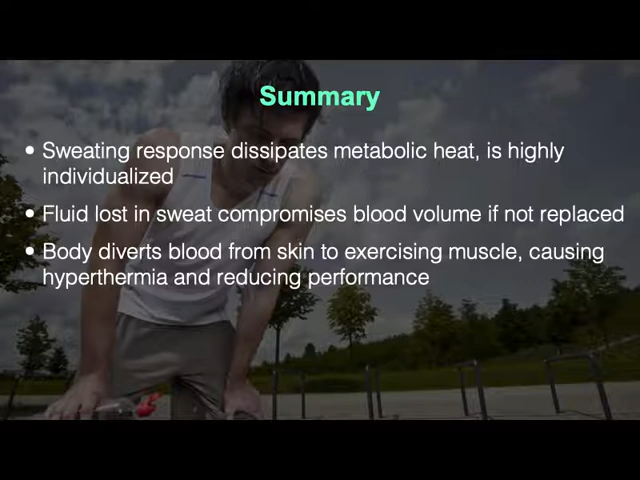 Summary
• Sweating response dissipates metabolic heat, is highly
individualized
• Fluid lost in sweat compromises blood volume if not replaced
• Body diverts blood from skin to exercising muscle, causing
hyperthermia and reducing performance